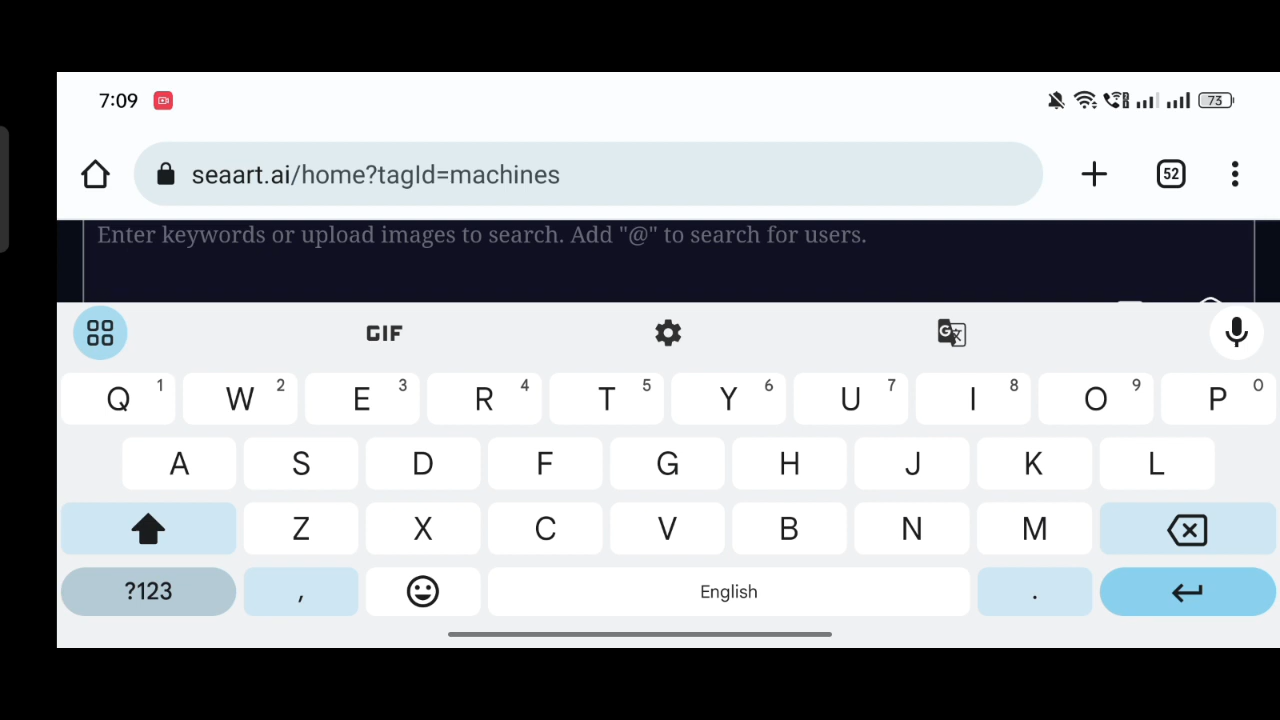 7:09
73
seaart.ai/home?tagId=machines
52
Enter keywords or upload images to search. Add "@" to search for users.
GIF
G
Q 1 W 2 E 3 R 4 T 5 Y 6 U 7 I 8 O 9 P 0
A S D F G H J K L
Z X C V B N M
?123 , English .